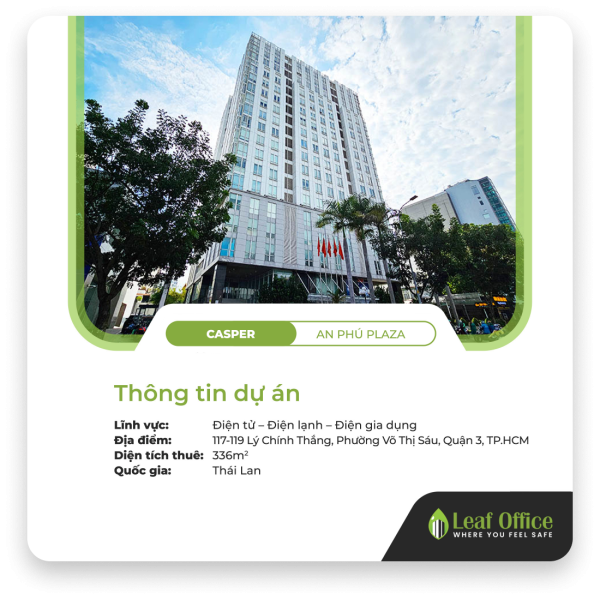 CASPER
AN PHÚ PLAZA
Thông tin dự án
Lĩnh vực: Điện tử – Điện lạnh – Điện gia dụng
Địa điểm: 117-119 Lý Chính Thắng, Phường Võ Thị Sáu, Quận 3, TP.HCM
Diện tích thuê: 336m²
Quốc gia: Thái Lan
Leaf Office
WHERE YOU FEEL SAFE